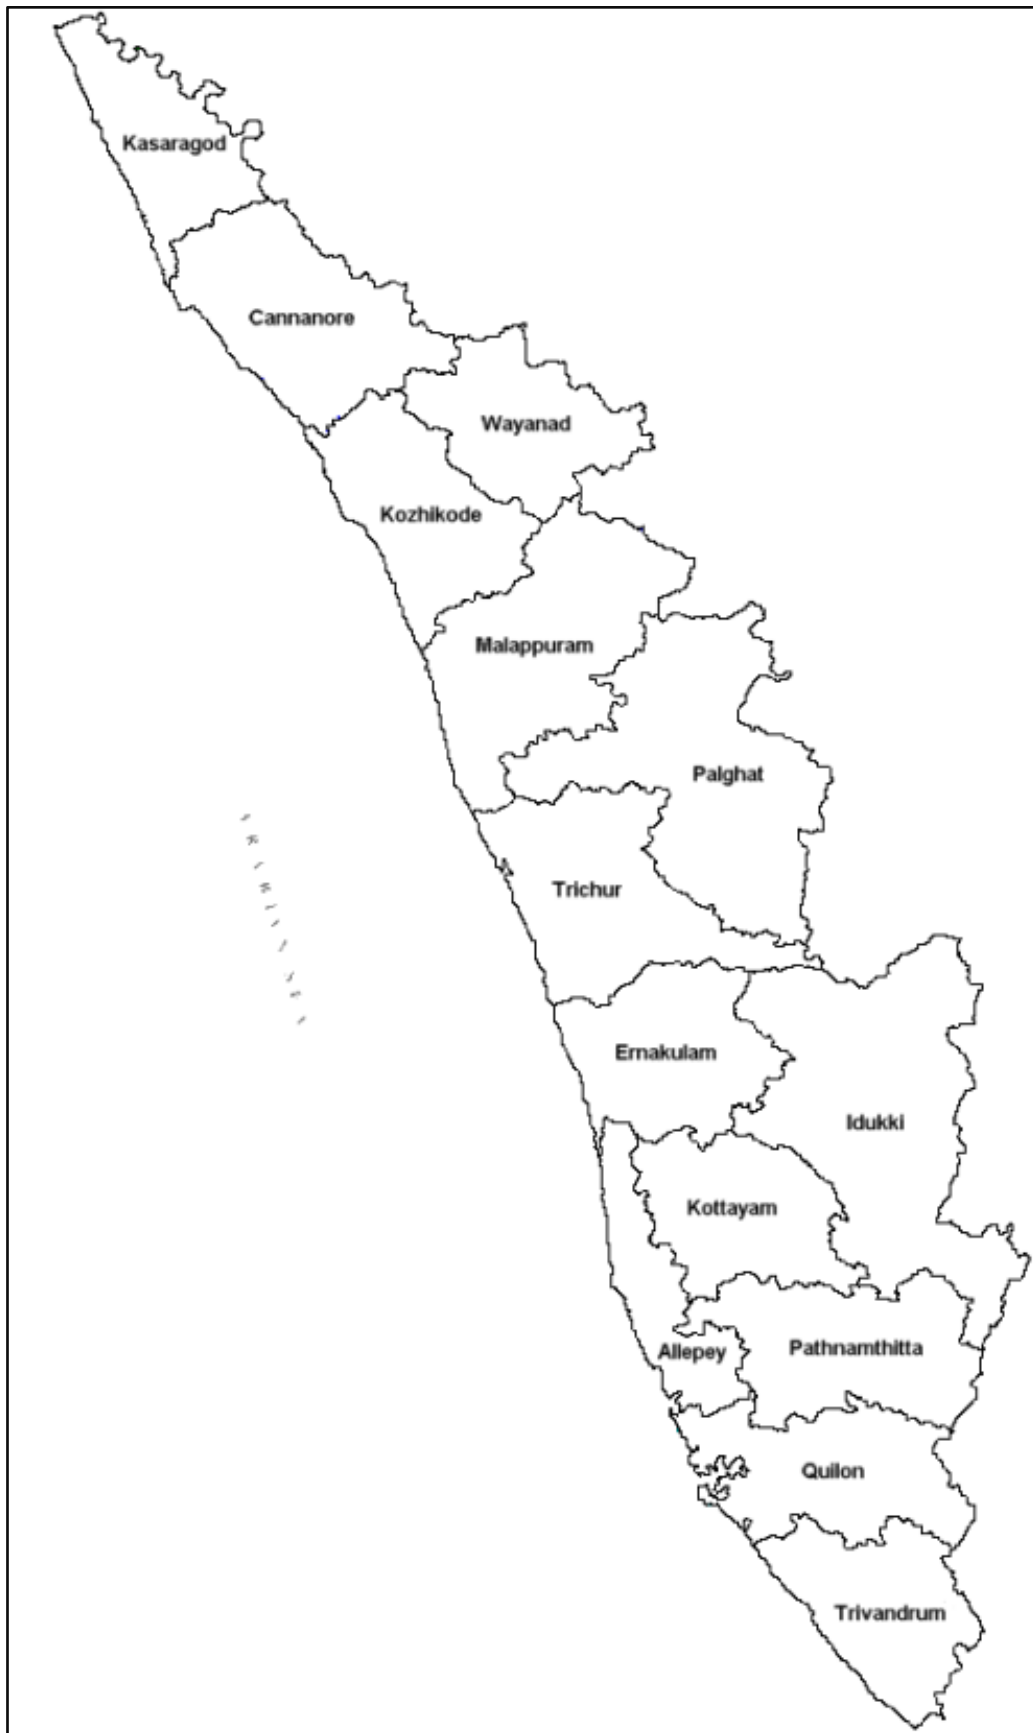 Kasaragod
Cannanore
Wayanad
Kozhikode
Malappuram
Palghat
Trichur
Ernakulam
Idukki
Kottayam
Allepey
Pathnamthitta
Quilon
Trivandrum